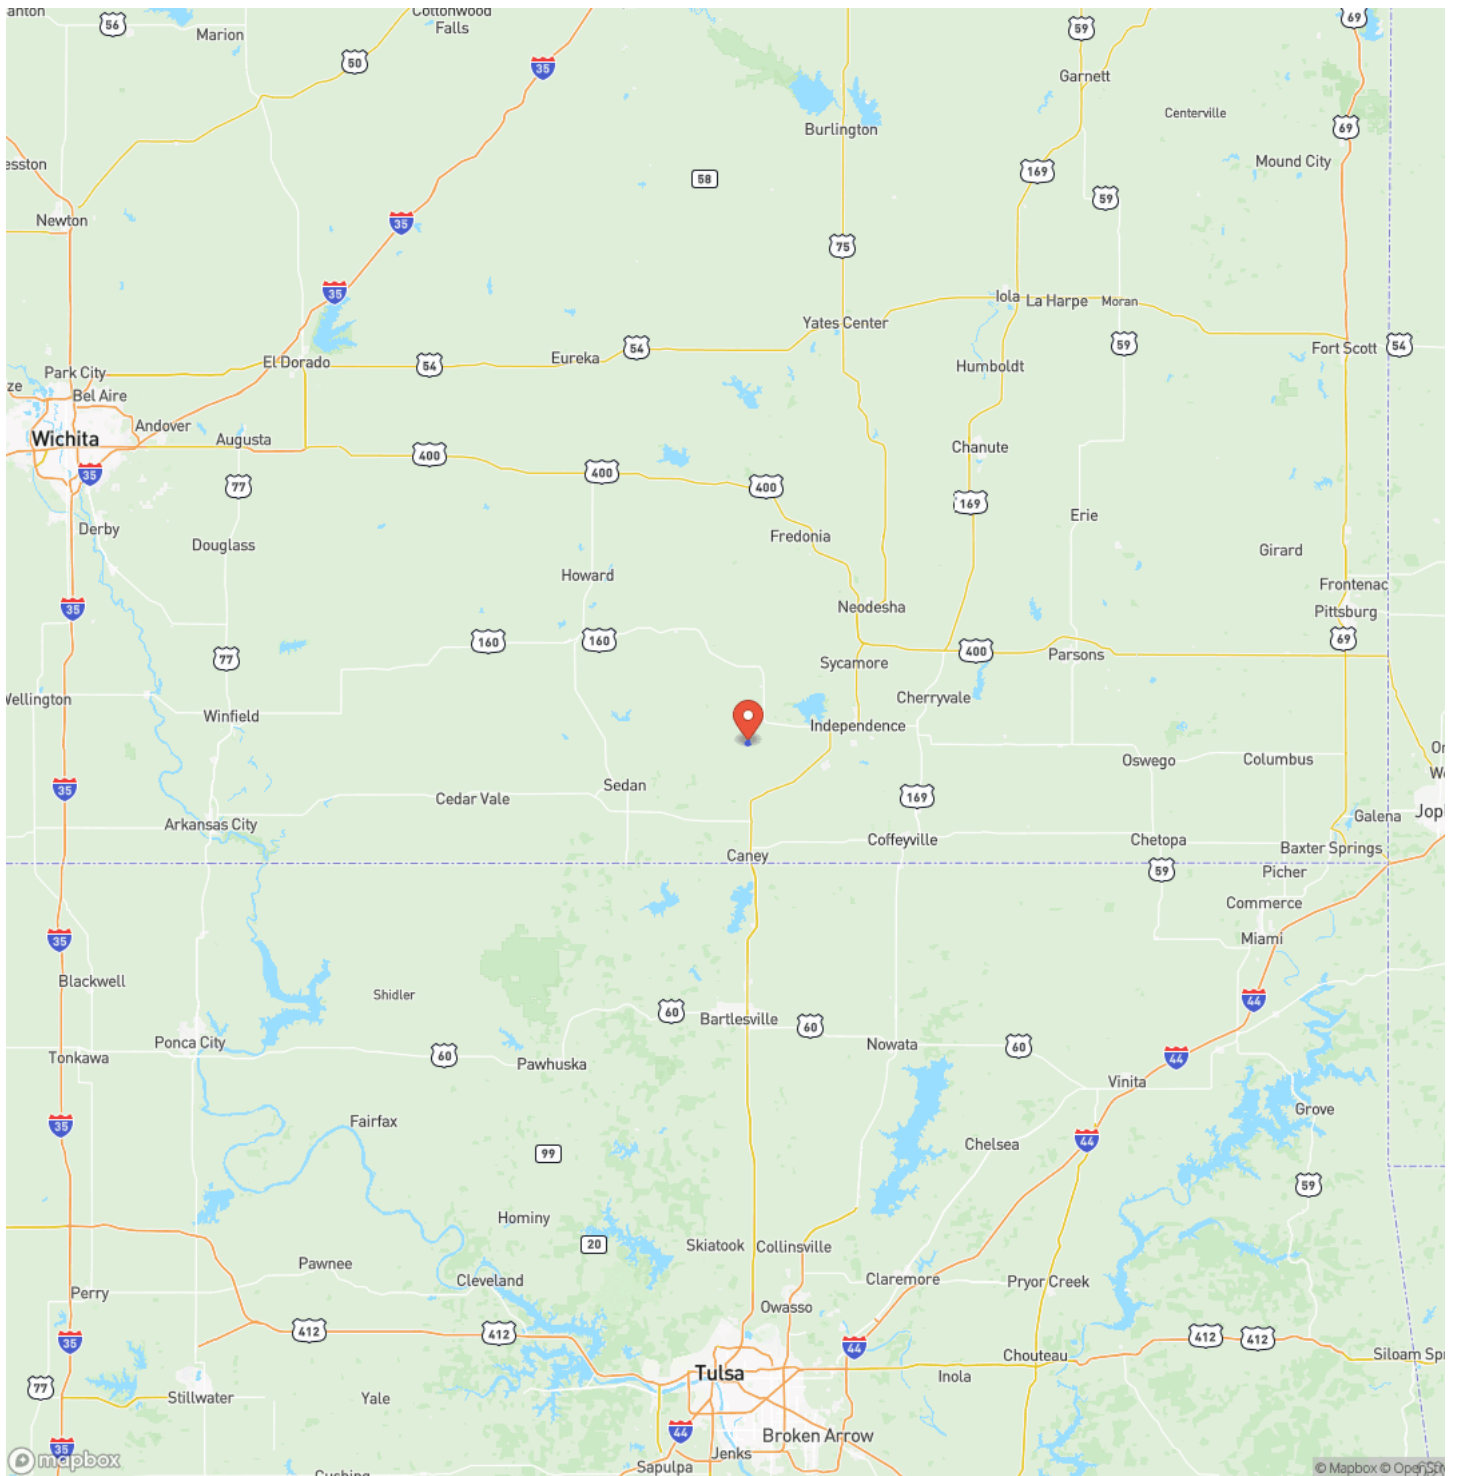 anton
56
Marion
Cottonwood
Falls
59
69
50
35
Garnett
Centerville
Burlington
69
Mound City
esston
58
169
59
Newton
35
75
35
Iola
La Harpe
Moran
Yates Center
59
Fort Scott
54
El Dorado
54
Eureka
54
Humboldt
Park City
ze
Bel Aire
Andover
Wichita
Augusta
400
400
400
Chanute
35
77
169
Derby
Douglass
Fredonia
Erie
Girard
Howard
Frontenac
35
Neodesha
Pittsburg
160
160
69
77
400
Parsons
Sycamore
Wellington
Cherryvale
Winfield
Independence
Oswego
Columbus
35
Sedan
Cedar Vale
169
Galena
Jopl
Arkansas City
Coffeyville
Chetopa
Baxter Springs
Caney
59
Picher
Commerce
35
Miami
Blackwell
Shidler
44
60
Bartlesville
60
Ponca City
Nowata
60
Tonkawa
60
Pawhuska
44
Vinita
35
Fairfax
Grove
99
Chelsea
44
59
Hominy
20
Skiatook
Collinsville
Pawnee
Cleveland
Claremore
Pryor Creek
Perry
Owasso
35
412
412
44
412
412
Chouteau
Siloam Spr
Tulsa
Inola
77
Stillwater
Yale
44
Broken Arrow
35
Jenks
mapbox
Cushing
Sapulpa
© Mapbox © OpenStre